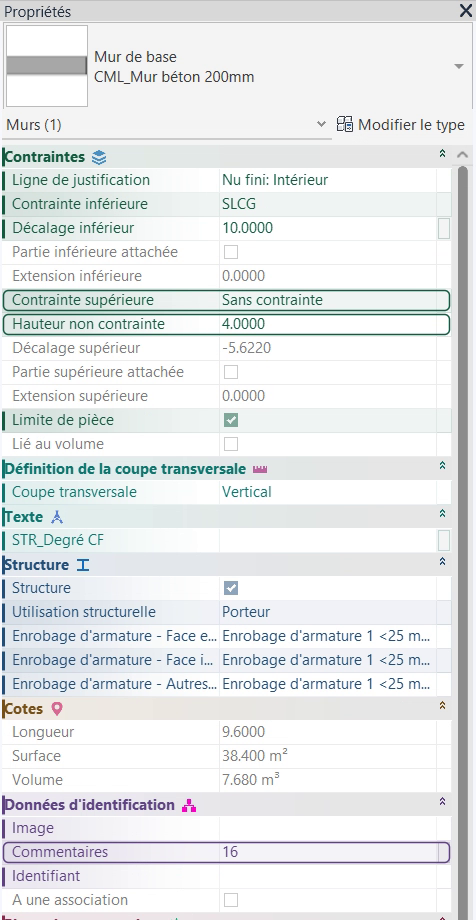 Propriétés
Mur de base
CML_Mur béton 200mm
Murs (1)
Modifier le type
Contraintes
Ligne de justification Nu fini: Intérieur
Contrainte inférieure SLCG
Décalage inférieur 10.0000
Partie inférieure attachée
Extension inférieure 0.0000
Contrainte supérieure Sans contrainte
Hauteur non contrainte 4.0000
Décalage supérieur -5.6220
Partie supérieure attachée
Extension supérieure 0.0000
Limite de pièce
Lié au volume
Définition de la coupe transversale
Coupe transversale Vertical
Texte
STR_Degré CF
Structure
Structure
Utilisation structurelle Porteur
Enrobage d'armature - Face e... Enrobage d'armature 1 <25 m...
Enrobage d'armature - Face i... Enrobage d'armature 1 <25 m...
Enrobage d'armature - Autres... Enrobage d'armature 1 <25 m...
Cotes
Longueur 9.6000
Surface 38.400 m²
Volume 7.680 m³
Données d'identification
Image
Commentaires 16
Identifiant
A une association